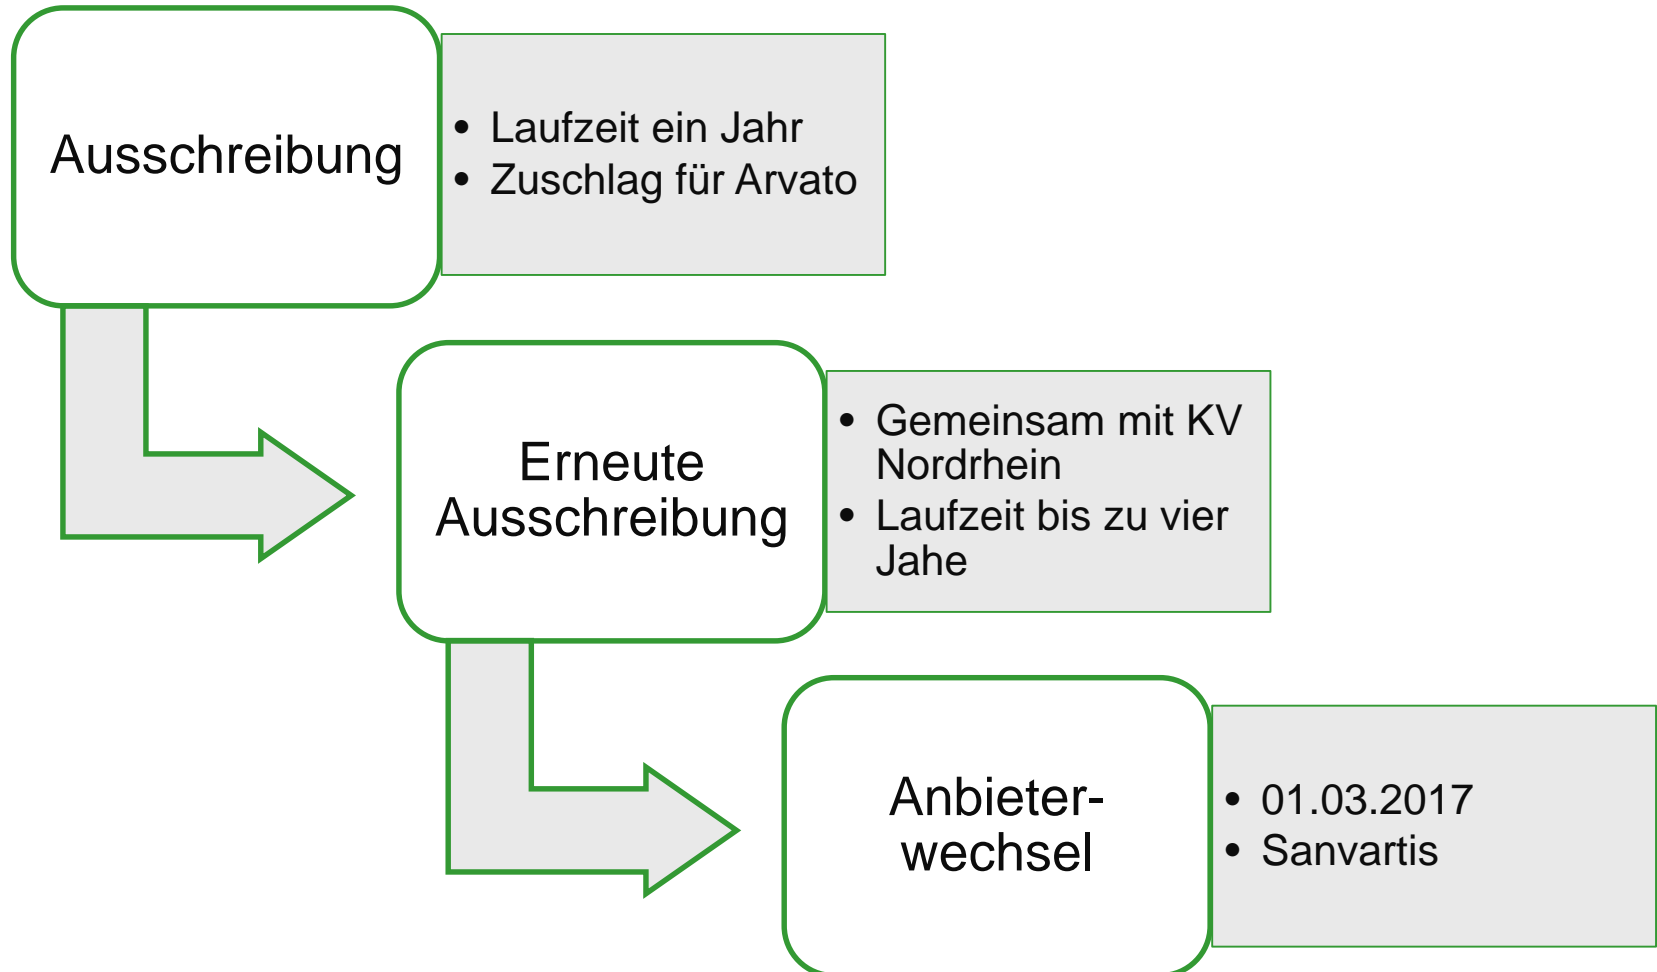 Ausschreibung
• Laufzeit ein Jahr
• Zuschlag für Arvato
Erneute
Ausschreibung
• Gemeinsam mit KV
Nordrhein
• Laufzeit bis zu vier
Jahe
Anbieter-
wechsel
• 01.03.2017
• Sanvartis